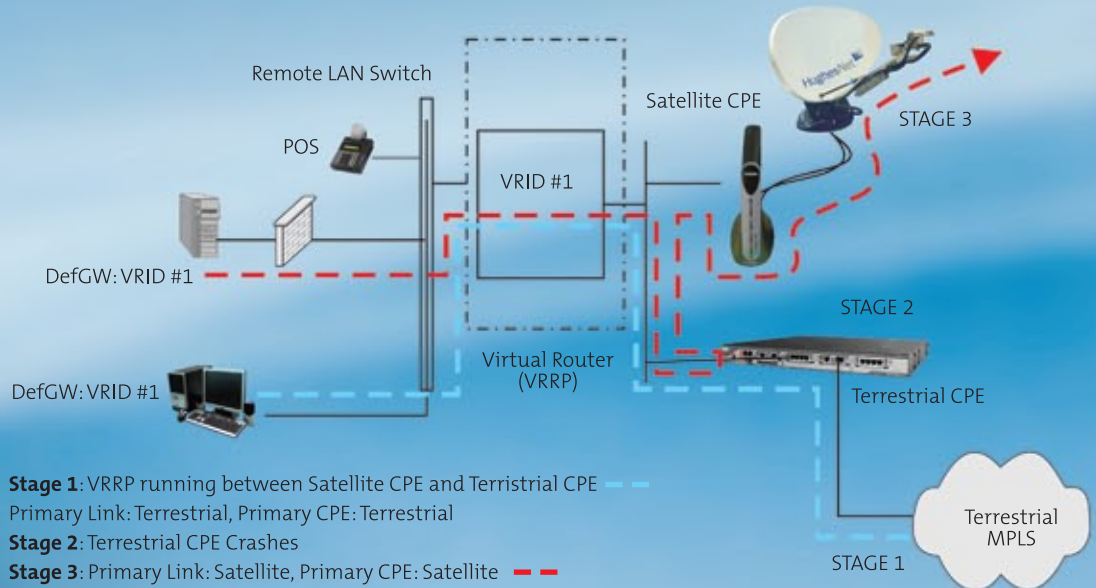 Remote LAN Switch
HughesNet
Satellite CPE
STAGE 3
POS
VRID #1
DefGW: VRID #1
STAGE 2
Virtual Router
(VRRP)
DefGW: VRID #1
Terrestrial CPE
Stage 1: VRRP running between Satellite CPE and Terristrial CPE
Primary Link: Terrestrial, Primary CPE: Terrestrial
Stage 2: Terrestrial CPE Crashes
Stage 3: Primary Link: Satellite, Primary CPE: Satellite
Terrestrial
MPLS
STAGE 1